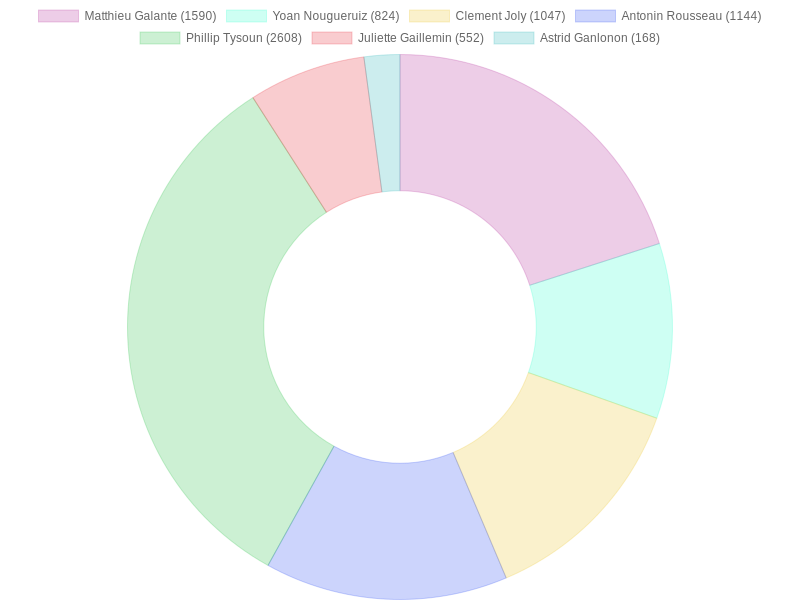 Matthieu Galante (1590) Yoan Nougueruiz (824) Clement Joly (1047) Antonin Rousseau (1144)
Phillip Tysoun (2608) Juliette Gaillemin (552) Astrid Ganlonon (168)